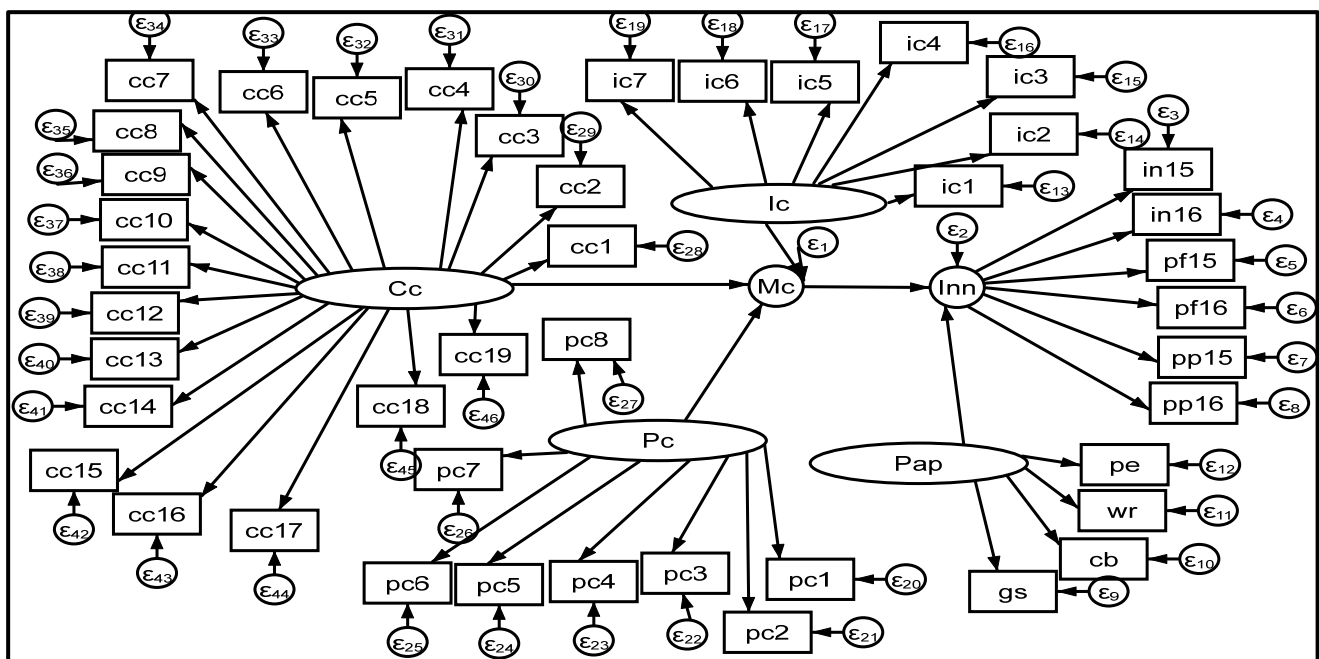 ε34
ε33
ε32
ε31
ε19
ε18
ε17
cc7
cc6
cc5
cc4
ε30
ic7
ic6
ic5
ic4
ε16
ic3
ε15
ε35
cc8
cc3
ε29
ic2
ε14
ε3
ε36
cc9
cc2
ic1
ε13
in15
ε37
cc10
cc1
ε28
Ic
in16
ε4
ε38
cc11
ε1
ε2
pf15
ε5
Cc
Mc
Inn
ε39
cc12
pf16
ε6
ε40
cc13
cc19
pc8
pp15
ε7
ε41
cc14
cc18
ε46
ε27
pp16
ε8
Pc
cc15
ε45
pc7
Pap
pe
ε12
ε42
cc16
cc17
ε26
wr
ε11
ε43
ε44
pc6
pc5
pc4
pc3
pc1
ε20
cb
ε10
gs
ε9
ε25
ε24
ε23
ε22
pc2
ε21